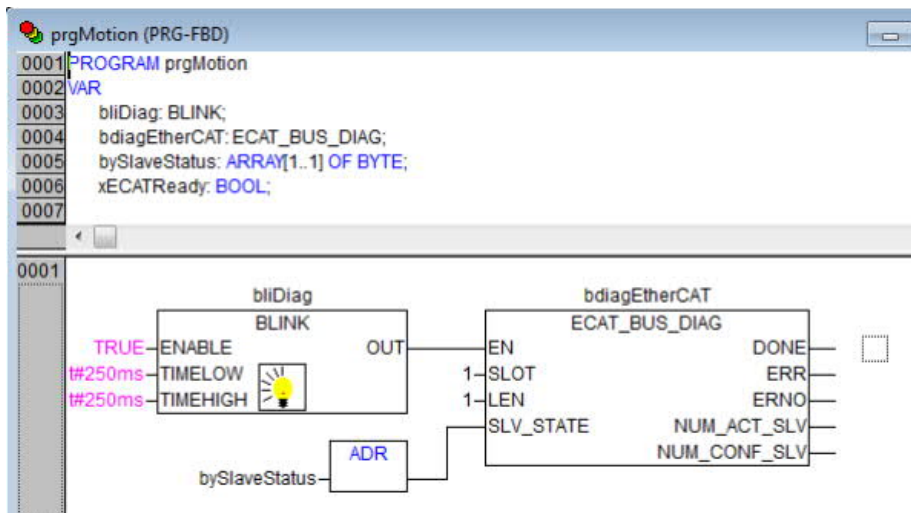 prgMotion (PRG-FBD)
0001 PROGRAM prgMotion
0002 VAR
0003 bliDiag: BLINK;
0004 bdiagEtherCAT: ECAT_BUS_DIAG;
0005 bySlaveStatus: ARRAY[1..1] OF BYTE;
0006 xECATReady: BOOL;
0007
0001
bliDiag bdiagEtherCAT
BLINK ECAT_BUS_DIAG
TRUE ENABLE OUT EN DONE
t#250ms TIMELOW 1 SLOT ERR
t#250ms TIMEHIGH 1 LEN ERNO
SLV_STATE NUM_ACT_SLV
ADR NUM_CONF_SLV
bySlaveStatus